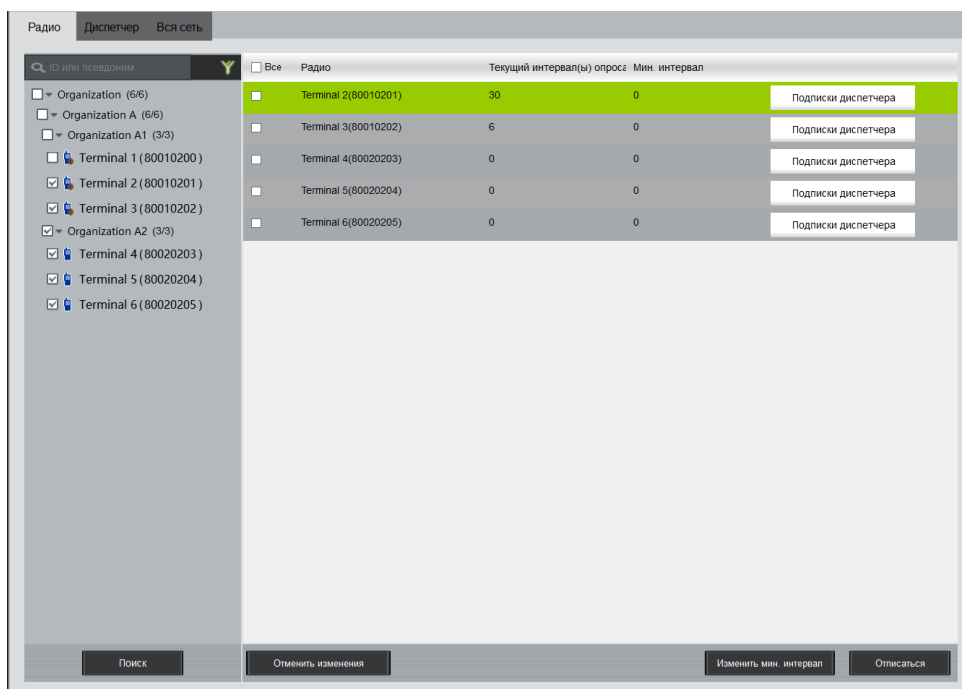 Радио Диспетчер Вся сеть
ID или псевдоним
Organization (6/6)
Organization A (6/6)
Organization A1 (3/3)
Terminal 1 (80010200)
Terminal 2 (80010201)
Terminal 3 (80010202)
Organization A2 (3/3)
Terminal 4 (80020203)
Terminal 5 (80020204)
Terminal 6 (80020205)
Поиск
Все Радио Текущий интервал(ы) опроса Мин. интервал
Terminal 2(80010201) 30 0 Подписки диспетчера
Terminal 3(80010202) 6 0 Подписки диспетчера
Terminal 4(80020203) 0 0 Подписки диспетчера
Terminal 5(80020204) 0 0 Подписки диспетчера
Terminal 6(80020205) 0 0 Подписки диспетчера
Отменить изменения Изменить мин. интервал Отписаться